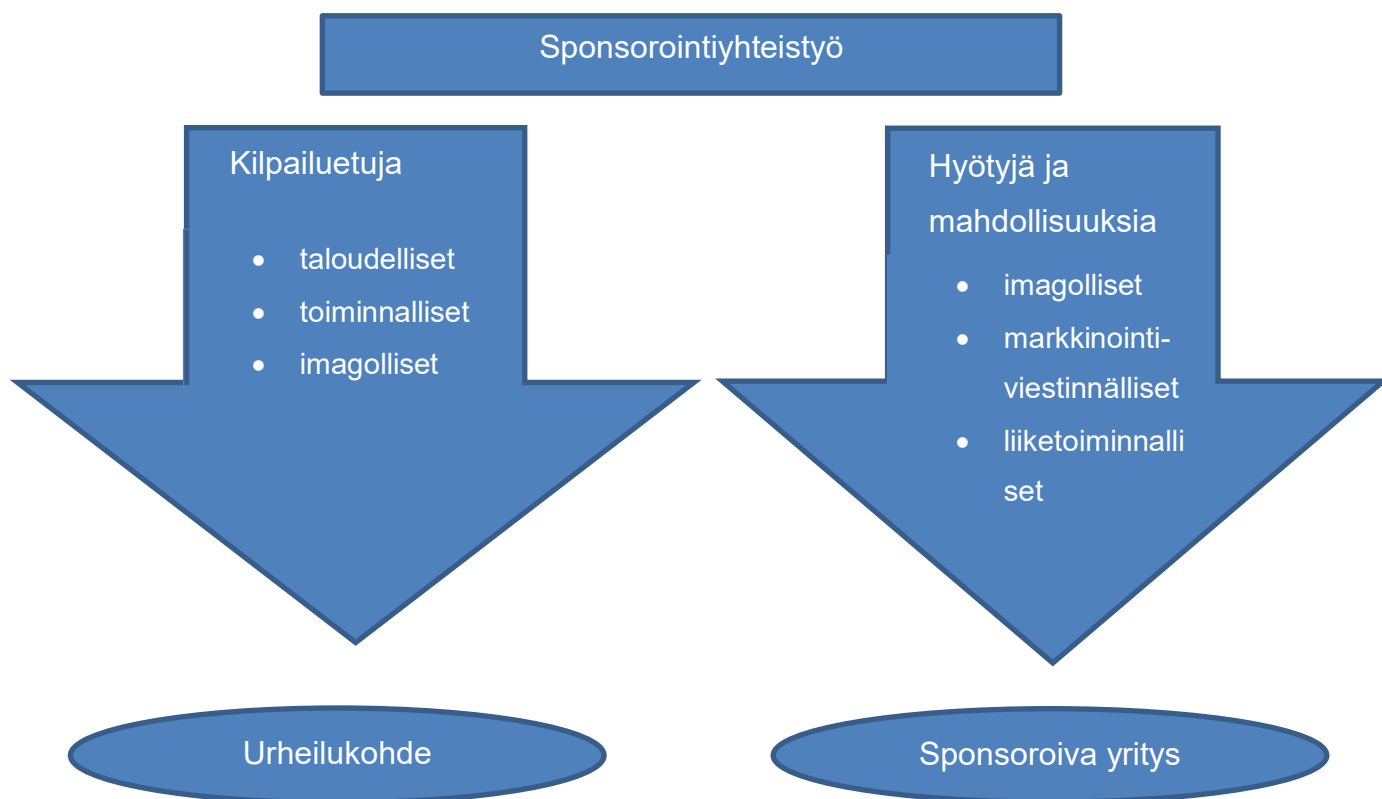 Sponsorointiyhteistyö
Kilpailuetuja
• taloudelliset
• toiminnalliset
• imagolliset
Hyötyjä ja
mahdollisuuksia
• imagolliset
• markkinointi-
viestinnälliset
• liiketoiminnalli
set
Urheilukohde
Sponsoroiva yritys